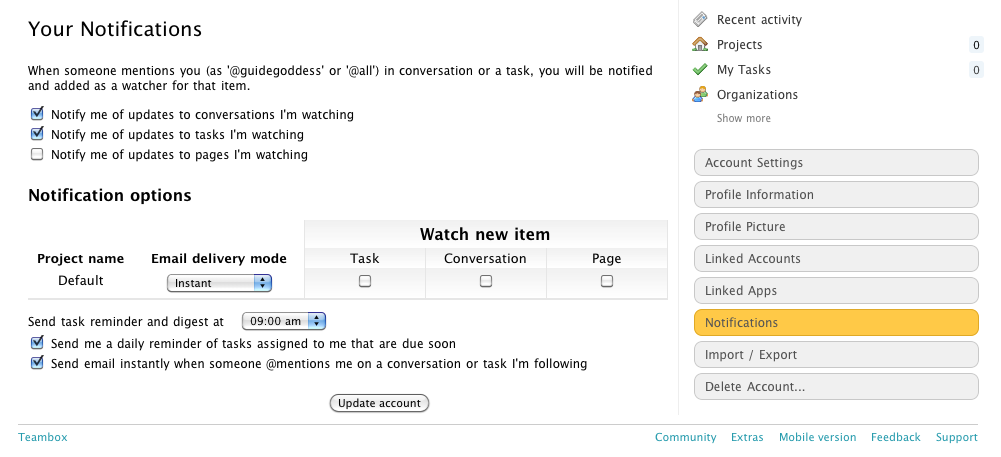 Your Notifications
When someone mentions you (as '@guidegoddess' or '@all') in conversation or a task, you will be notified
and added as a watcher for that item.
Notify me of updates to conversations I'm watching
Notify me of updates to tasks I'm watching
Notify me of updates to pages I'm watching
Notification options
Watch new item
Project name Email delivery mode Task Conversation Page
Default Instant
Send task reminder and digest at 09:00 am
Send me a daily reminder of tasks assigned to me that are due soon
Send email instantly when someone @mentions me on a conversation or task I'm following
Update account
Recent activity
Projects 0
My Tasks 0
Organizations
Show more
Account Settings
Profile Information
Profile Picture
Linked Accounts
Linked Apps
Notifications
Import / Export
Delete Account...
Teambox Community Extras Mobile version Feedback Support